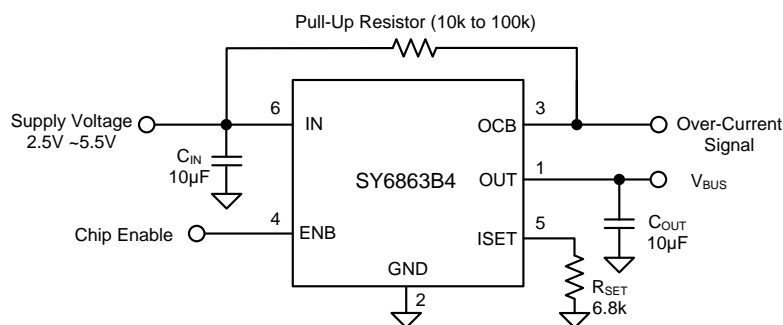 Pull-Up Resistor (10k to 100k)
Supply Voltage
2.5V ~5.5V
6
IN
CIN
10µF
3
OCB
Over-Current
Signal
SY6863B4
1
OUT
VBUS
COUT
10µF
4
ENB
Chip Enable
5
ISET
RSET
6.8k
GND
2